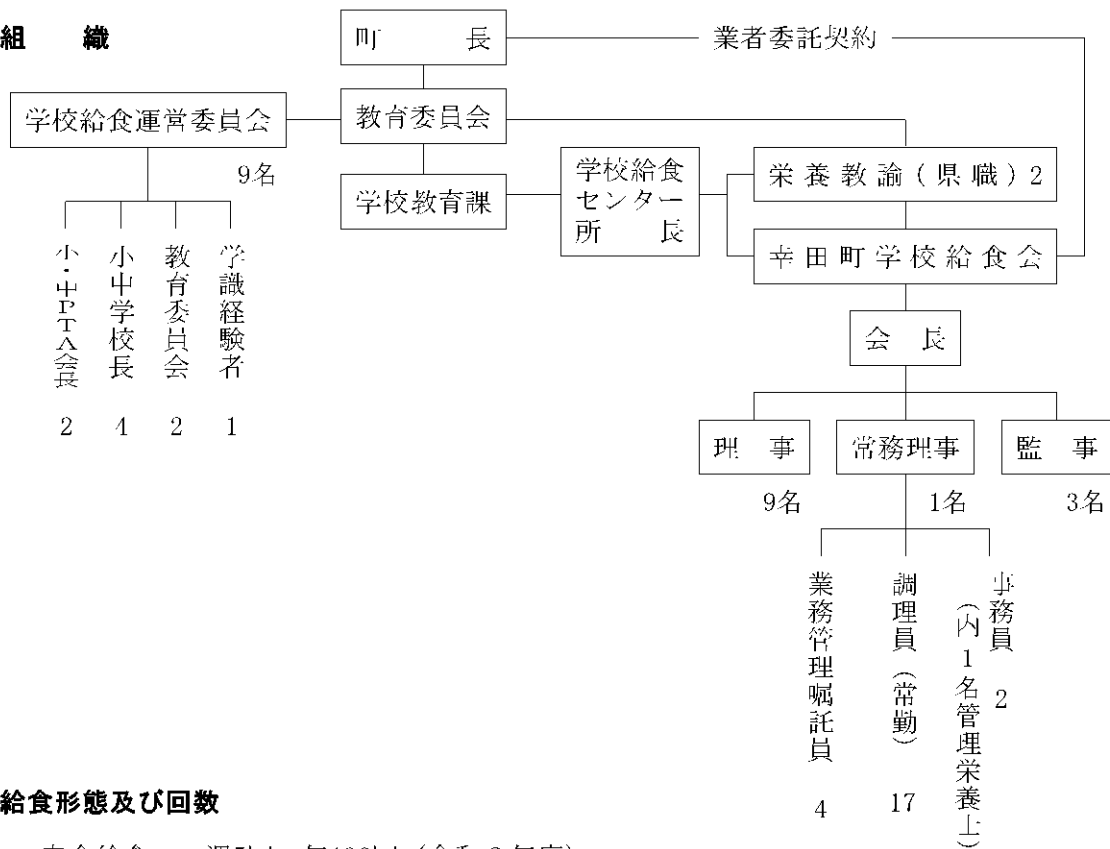 組　　織
町　　長
業者委託契約
学校給食運営委員会
9名
教育委員会
学校教育課
学校給食
センター
所　　長
栄養教諭(県職)2
幸田町学校給食会
小・中PTA会長　2
小中学校長　4
教育委員会　2
学識経験者　1
会　長
理　事
9名
常務理事
1名
監　事
3名
業務管理嘱託員　4
調理員（常勤）　17
事務員　2
（内1名管理栄養士）
給食形態及び回数